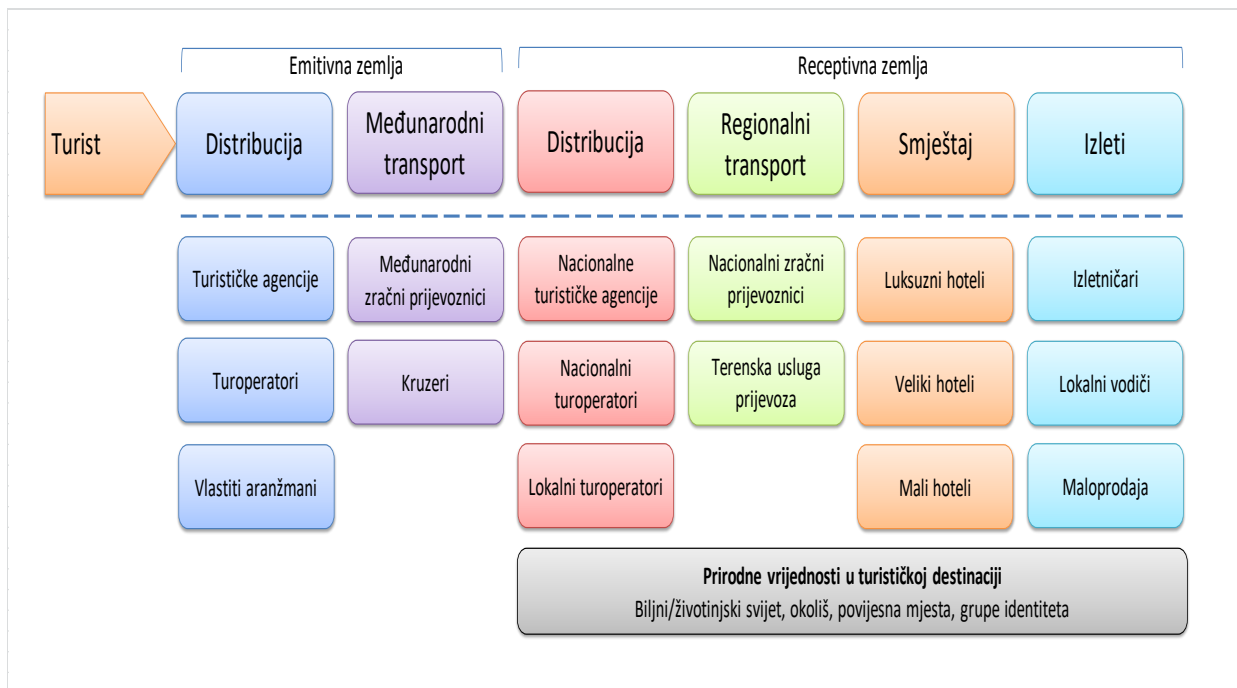 Emitivna zemlja
Receptivna zemlja
Turist
Distribucija
Međunarodni
transport
Distribucija
Regionalni
transport
Smještaj
Izleti
Turističke agencije
Međunarodni
zračni prijevoznici
Nacionalne
turističke agencije
Nacionalni zračni
prijevoznici
Luksuzni hoteli
Izletničari
Turoperatori
Kruzeri
Nacionalni
turoperatori
Terenska usluga
prijevoza
Veliki hoteli
Lokalni vodiči
Vlastiti aranžmani
Lokalni turoperatori
Mali hoteli
Maloprodaja
Prirodne vrijednosti u turističkoj destinaciji
Biljni/životinjski svijet, okoliš, povijesna mjesta, grupe identiteta